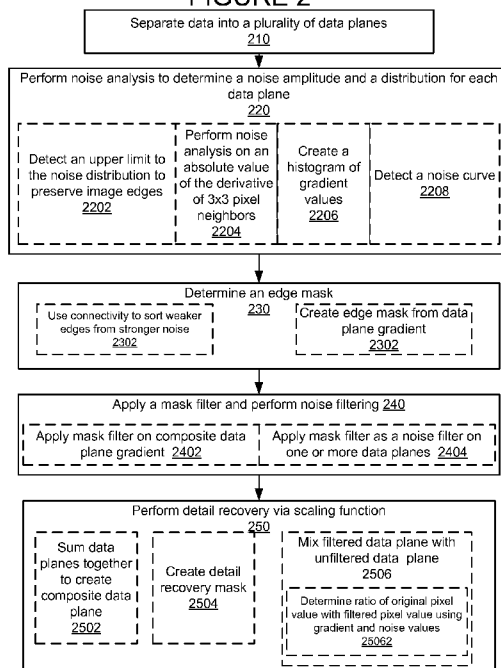 FIGURE 2
Separate data into a plurality of data planes
210
Perform noise analysis to determine a noise amplitude and a distribution for each
data plane
220
Detect an upper limit to
the noise distribution to
preserve image edges
2202
Perform noise
analysis on an
absolute value
of the derivative
of 3x3 pixel
neighbors
2204
Create a
histogram of
gradient
values
2206
Detect a noise curve
2208
Determine an edge mask
230
Use connectivity to sort weaker
edges from stronger noise
2302
Create edge mask from data
plane gradient
2302
Apply a mask filter and perform noise filtering 240
Apply mask filter on composite data
plane gradient 2402
Apply mask filter as a noise filter on
one or more data planes 2404
Perform detail recovery via scaling function
250
Sum data
planes together
to create
composite data
plane
2502
Create detail
recovery mask
2504
Mix filtered data plane with
unfiltered data plane
2506
Determine ratio of original pixel
value with filtered pixel value using
gradient and noise values
25062